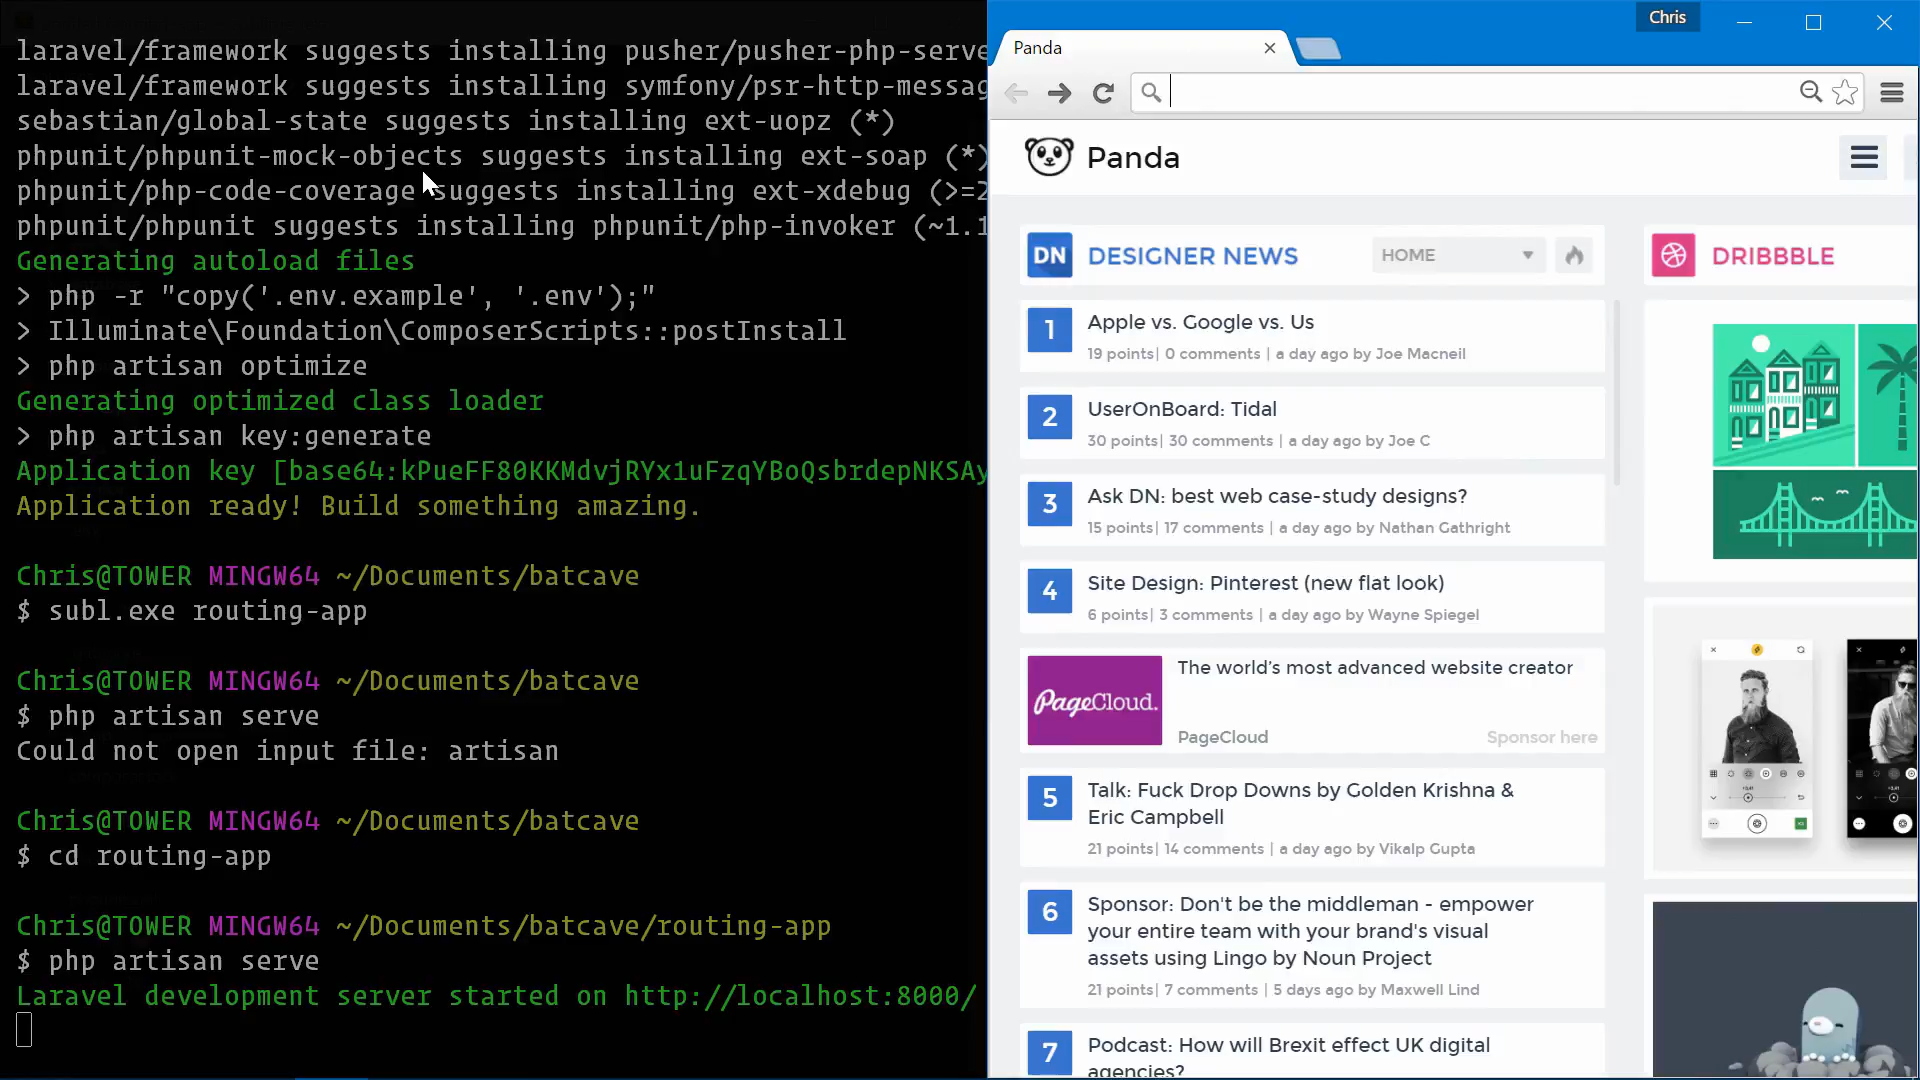 laravel/framework suggests installing pusher/pusher-php-serve
laravel/framework suggests installing symfony/psr-http-messag
sebastian/global-state suggests installing ext-uopz (*)
phpunit/phpunit-mock-objects suggests installing ext-soap (*)
phpunit/php-code-coverage suggests installing ext-xdebug (>=2
phpunit/phpunit suggests installing phpunit/php-invoker (~1.1
Generating autoload files
> php -r "copy('.env.example', '.env');"
> Illuminate\Foundation\ComposerScripts::postInstall
> php artisan optimize
Generating optimized class loader
> php artisan key:generate
Application key [base64:kPueFF80KKMdvjRYx1uFzqYBoQsbrdepNKSAy
Application ready! Build something amazing.
Chris@TOWER MINGW64 ~/Documents/batcave
$ subl.exe routing-app
Chris@TOWER MINGW64 ~/Documents/batcave
$ php artisan serve
Could not open input file: artisan
Chris@TOWER MINGW64 ~/Documents/batcave
$ cd routing-app
Chris@TOWER MINGW64 ~/Documents/batcave/routing-app
$ php artisan serve
Laravel development server started on http://localhost:8000/
Chris
Panda
Panda
DN DESIGNER NEWS
HOME
1 Apple vs. Google vs. Us
19 points| 0 comments | a day ago by Joe Macneil
2 UserOnBoard: Tidal
30 points| 30 comments | a day ago by Joe C
3 Ask DN: best web case-study designs?
15 points| 17 comments | a day ago by Nathan Gathright
4 Site Design: Pinterest (new flat look)
6 points| 3 comments | a day ago by Wayne Spiegel
PageCloud.
The world's most advanced website creator
PageCloud
Sponsor here
5 Talk: Fuck Drop Downs by Golden Krishna &
Eric Campbell
21 points| 14 comments | a day ago by Vikalp Gupta
6 Sponsor: Don't be the middleman - empower
your entire team with your brand's visual
assets using Lingo by Noun Project
21 points| 7 comments | 5 days ago by Maxwell Lind
7 Podcast: How will Brexit effect UK digital
agencies?
DRIBBBLE